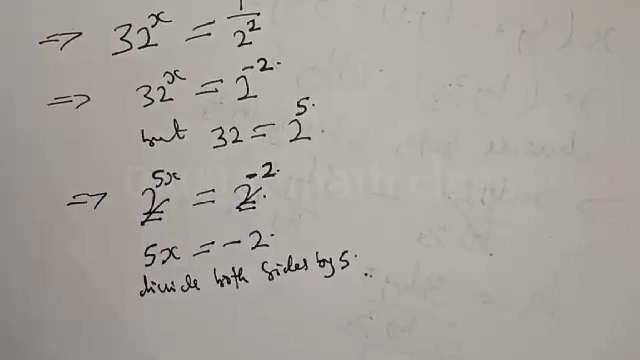 ⇒ 32^x = 1/2^2
⇒ 32^x = 2^-2.
but 32 = 2^5.
⇒ 2^5x = 2^-2.
5x = -2.
divide both sides by 5.